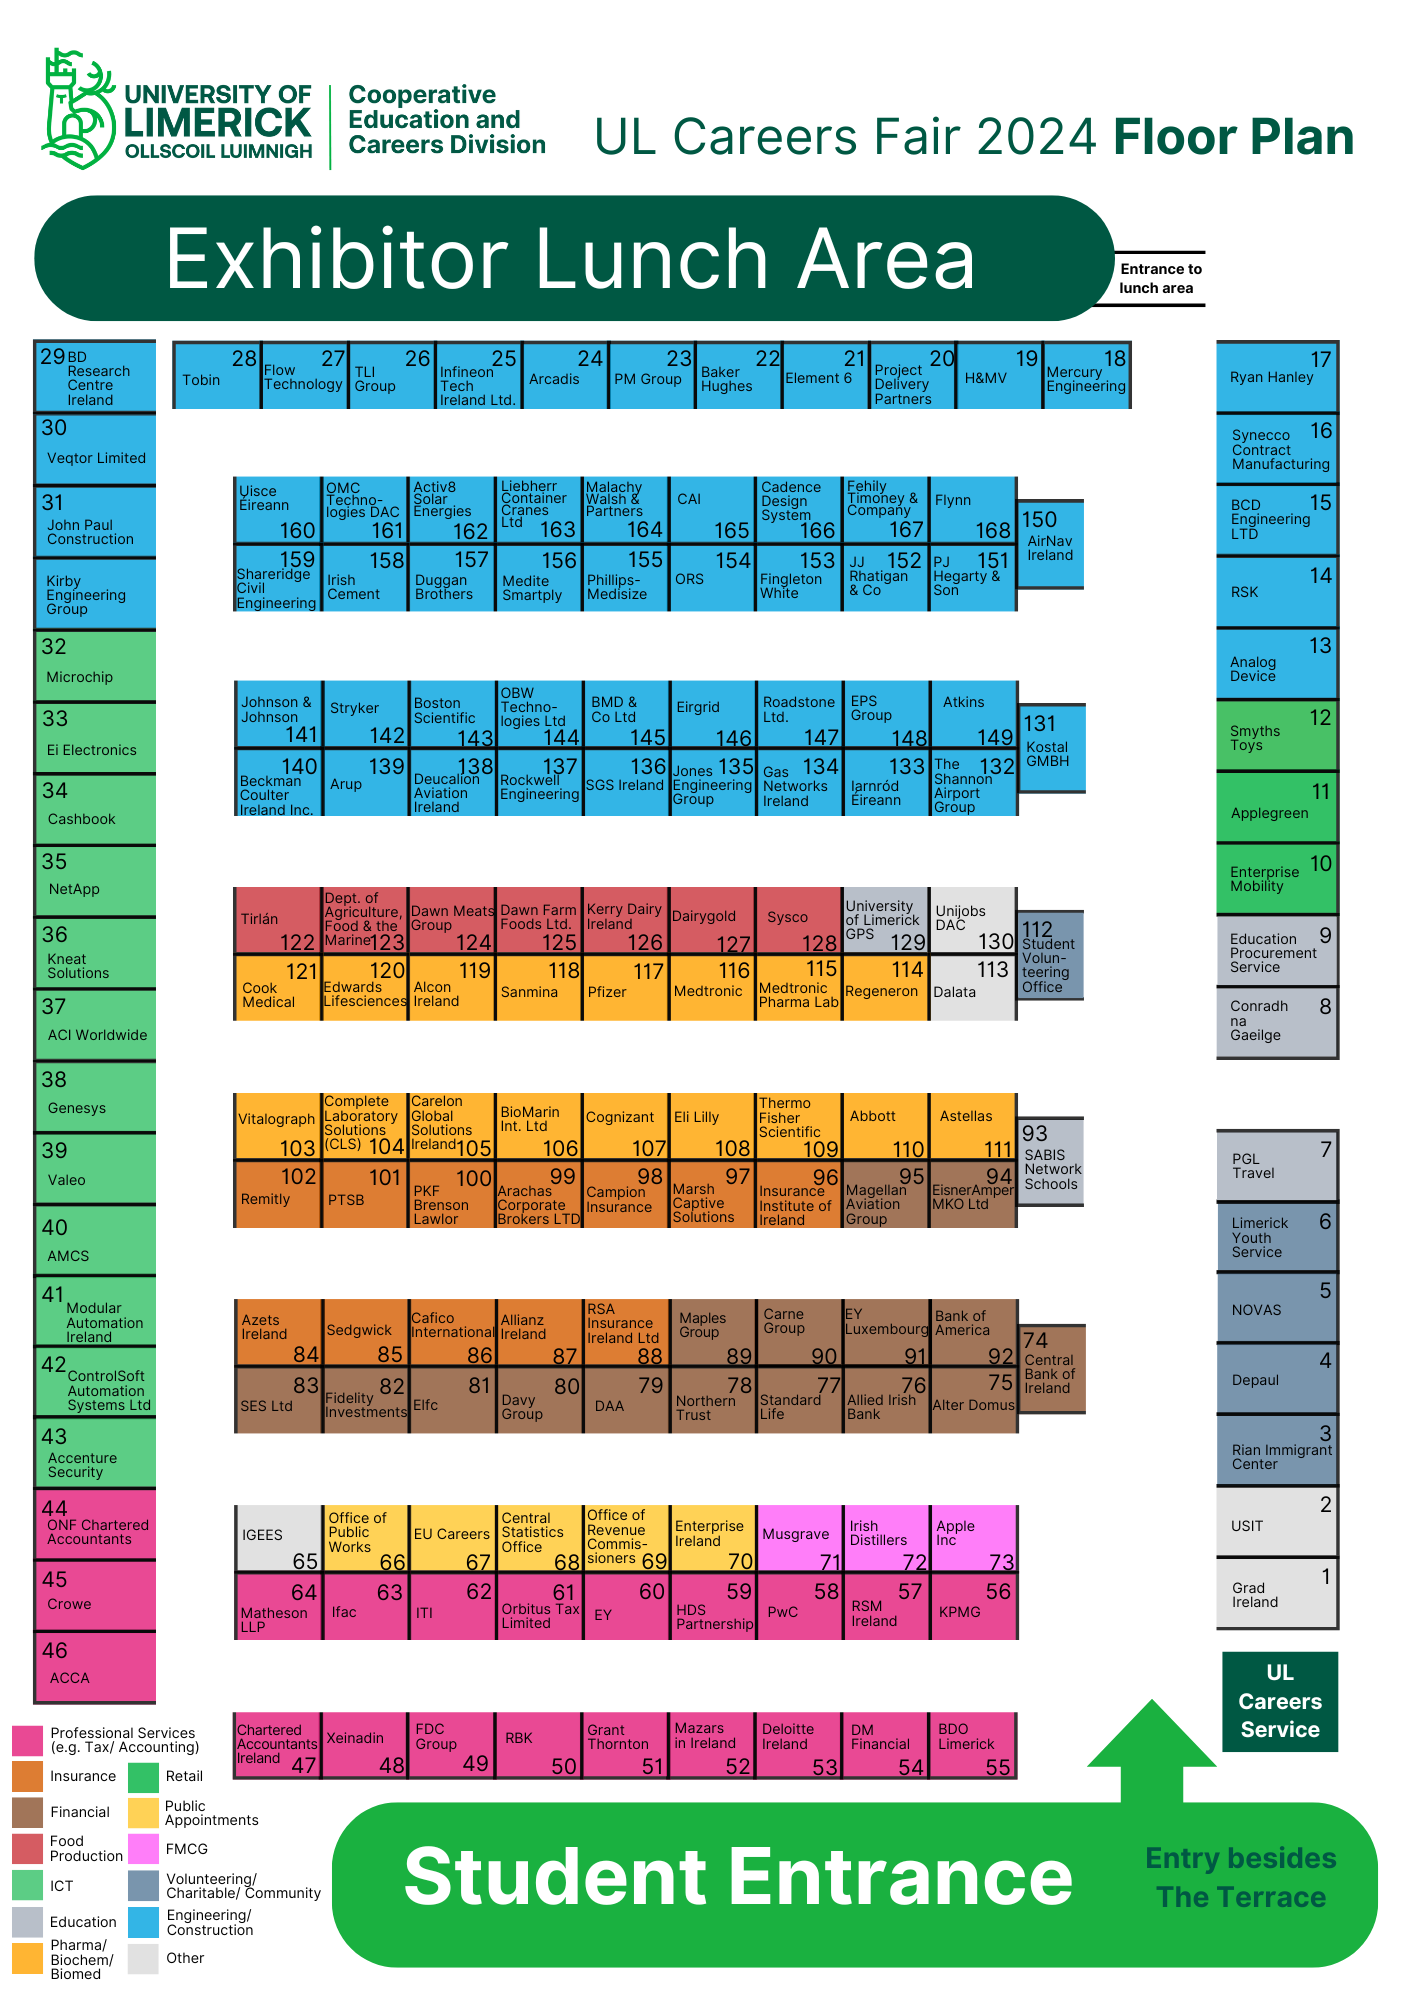 UNIVERSITY OF
LIMERICK
OLLSCOIL LUIMNIGH
Cooperative
Education and
Careers Division
UL Careers Fair 2024 Floor Plan
Exhibitor Lunch Area
Entrance to
lunch area
29 BD
Research
Centre
Ireland
30
Veqtor Limited
31
John Paul
Construction
Kirby
Engineering
Group
32
Microchip
33
Ei Electronics
34
Cashbook
35
NetApp
36
Kneat
Solutions
37
ACI Worldwide
38
Genesys
39
Valeo
40
AMCS
41
Modular
Automation
Ireland
42
ControlSoft
Automation
Systems Ltd
43
Accenture
Security
44
ONF Chartered
Accountants
45
Crowe
46
ACCA
28
Tobin
27
Flow
Technology
26
TLI
Group
25
Infineon
Tech
Ireland Ltd.
24
Arcadis
23
PM Group
22
Baker
Hughes
21
Element 6
20
Project
Delivery
Partners
19
H&MV
18
Mercury
Engineering
Uisce
Éireann
160
OMC
Techno-
logies DAC
161
Activ8
Solar
Energies
162
Liebherr
Container
Cranes
Ltd
163
Malachy
Walsh &
Partners
164
CAI
165
Cadence
Design
System
166
Fehily
Timoney &
Company
167
Flynn
168
150
AirNav
Ireland
159
Shareridge
Civil
Engineering
158
Irish
Cement
157
Duggan
Brothers
156
Medite
Smartply
155
Phillips-
Medisize
154
ORS
153
Fingleton
White
152
JJ
Rhatigan
& Co
151
PJ
Hegarty &
Son
Johnson &
Johnson
141
Stryker
142
Boston
Scientific
143
OBW
Techno-
logies Ltd
144
BMD &
Co Ltd
145
Eirgrid
146
Roadstone
Ltd.
147
EPS
Group
148
Atkins
149
131
Kostal
GMBH
140
Beckman
Coulter
Ireland Inc.
139
Arup
138
Deucalion
Aviation
Ireland
137
Rockwell
Engineering
136
SGS Ireland
135
Jones
Engineering
Group
134
Gas
Networks
Ireland
133
Iarnród
Éireann
132
The
Shannon
Airport
Group
Tirlán
122
Dept. of
Agriculture,
Food & the
Marine
123
Dawn Meats
Group
124
Dawn Farm
Foods Ltd.
125
Kerry Dairy
Ireland
126
Dairygold
127
Sysco
128
University
of Limerick
GPS
129
Unijobs
DAC
130
112
Student
Volun-
teering
Office
121
Cook
Medical
120
Edwards
Lifesciences
119
Alcon
Ireland
118
Sanmina
117
Pfizer
116
Medtronic
115
Medtronic
Pharma Lab
114
Regeneron
113
Dalata
Vitalograph
103
Complete
Laboratory
Solutions
(CLS)
104
Carelon
Global
Solutions
Ireland
105
BioMarin
Int. Ltd
106
Cognizant
107
Eli Lilly
108
Thermo
Fisher
Scientific
109
Abbott
110
Astellas
111
93
SABIS
Network
Schools
102
Remitly
101
PTSB
100
PKF
Brenson
Lawlor
99
Arachas
Corporate
Brokers LTD
98
Campion
Insurance
97
Marsh
Captive
Solutions
96
Insurance
Institute of
Ireland
95
Magellan
Aviation
Group
94
EisnerAmper
MKO Ltd
Azets
Ireland
84
Sedgwick
85
Cafico
International
86
Allianz
Ireland
87
RSA
Insurance
Ireland Ltd
88
Maples
Group
89
Carne
Group
90
EY
Luxembourg
91
Bank of
America
92
74
Central
Bank of
Ireland
83
SES Ltd
82
Fidelity
Investments
81
Elfc
80
Davy
Group
79
DAA
78
Northern
Trust
77
Standard
Life
76
Allied Irish
Bank
75
Alter Domus
IGEES
65
Office of
Public
Works
66
EU Careers
67
Central
Statistics
Office
68
Office of
Revenue
Commis-
sioners
69
Enterprise
Ireland
70
Musgrave
71
Irish
Distillers
72
Apple
Inc
73
64
Matheson
LLP
63
Ifac
62
ITI
61
Orbitus Tax
Limited
60
EY
59
HDS
Partnership
58
PwC
57
RSM
Ireland
56
KPMG
Chartered
Accountants
Ireland
47
Xeinadin
48
FDC
Group
49
RBK
50
Grant
Thornton
51
Mazars
in Ireland
52
Deloitte
Ireland
53
DM
Financial
54
BDO
Limerick
55
17
Ryan Hanley
16
Synecco
Contract
Manufacturing
15
BCD
Engineering
LTD
14
RSK
13
Analog
Device
12
Smyths
Toys
11
Applegreen
10
Enterprise
Mobility
9
Education
Procurement
Service
8
Conradh
na
Gaeilge
7
PGL
Travel
6
Limerick
Youth
Service
5
NOVAS
4
Depaul
3
Rian Immigrant
Center
2
USIT
1
Grad
Ireland
UL
Careers
Service
Professional Services
(e.g. Tax/ Accounting)
Insurance
Financial
Food
Production
ICT
Education
Pharma/
Biochem/
Biomed
Retail
Public
Appointments
FMCG
Volunteering/
Charitable/ Community
Engineering/
Construction
Other
Student Entrance
Entry besides
The Terrace